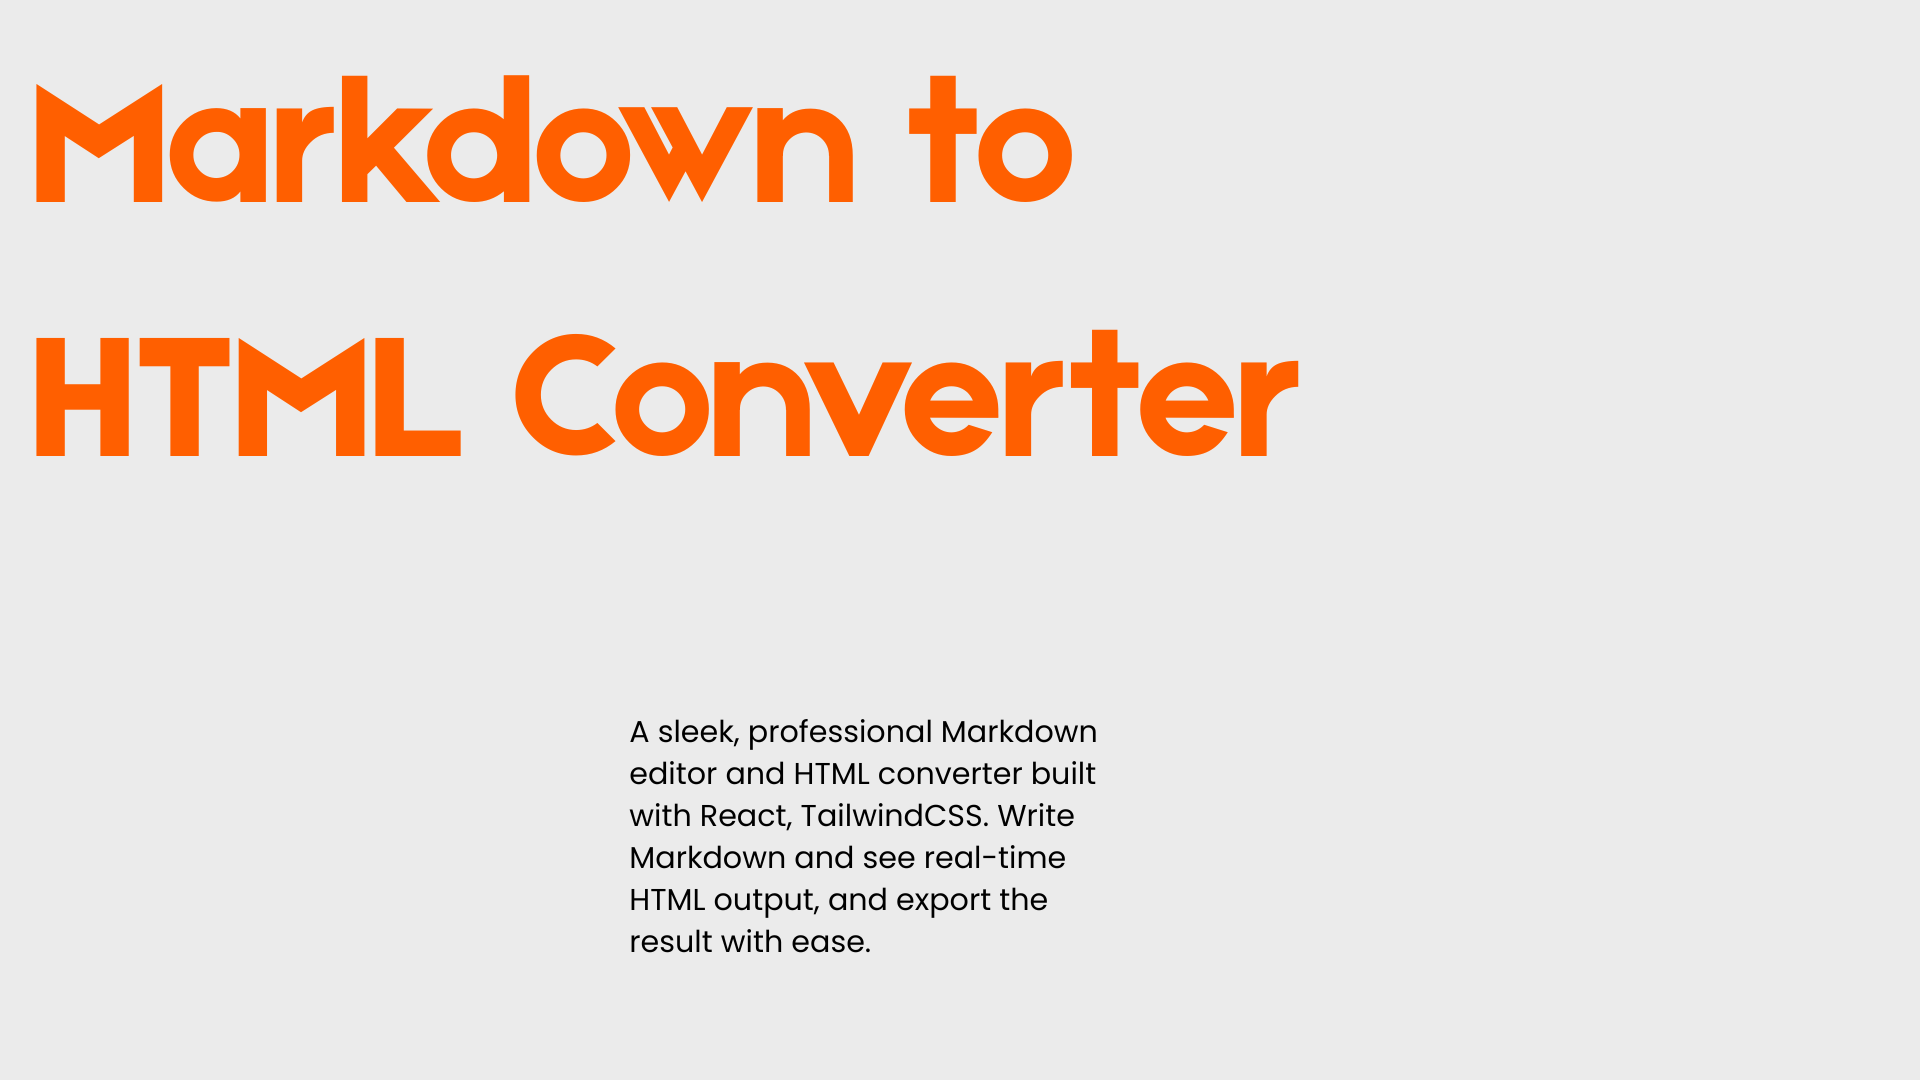 Markdown to
HTML Converter
A sleek, professional Markdown
editor and HTML converter built
with React, TailwindCSS. Write
Markdown and see real-time
HTML output, and export the
result with ease.